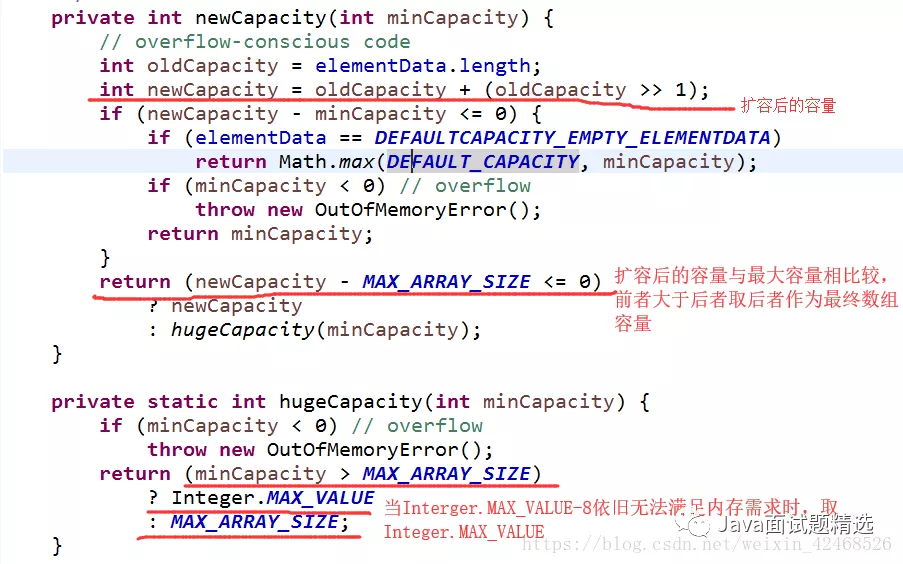 private int newCapacity(int minCapacity) {
// overflow-conscious code
int oldCapacity = elementData.length;
int newCapacity = oldCapacity + (oldCapacity >> 1);
扩容后的容量
if (newCapacity - minCapacity <= 0) {
if (elementData == DEFAULTCAPACITY_EMPTY_ELEMENTDATA)
return Math.max(DEFAULT_CAPACITY, minCapacity);
if (minCapacity < 0) // overflow
throw new OutOfMemoryError();
return minCapacity;
}
return (newCapacity - MAX_ARRAY_SIZE <= 0)
? newCapacity
: hugeCapacity(minCapacity);
扩容后的容量与最大容量相比较,
前者大于后者取后者作为最终数组
容量
}
private static int hugeCapacity(int minCapacity) {
if (minCapacity < 0) // overflow
throw new OutOfMemoryError();
return (minCapacity > MAX_ARRAY_SIZE)
? Integer.MAX_VALUE
: MAX_ARRAY_SIZE;
当Interger.MAX_VALUE-8依旧无法满足内存需求时,取
Integer.MAX_VALUE
}
Java面试题精选
https://blog.csdn.net/weixin_42468526